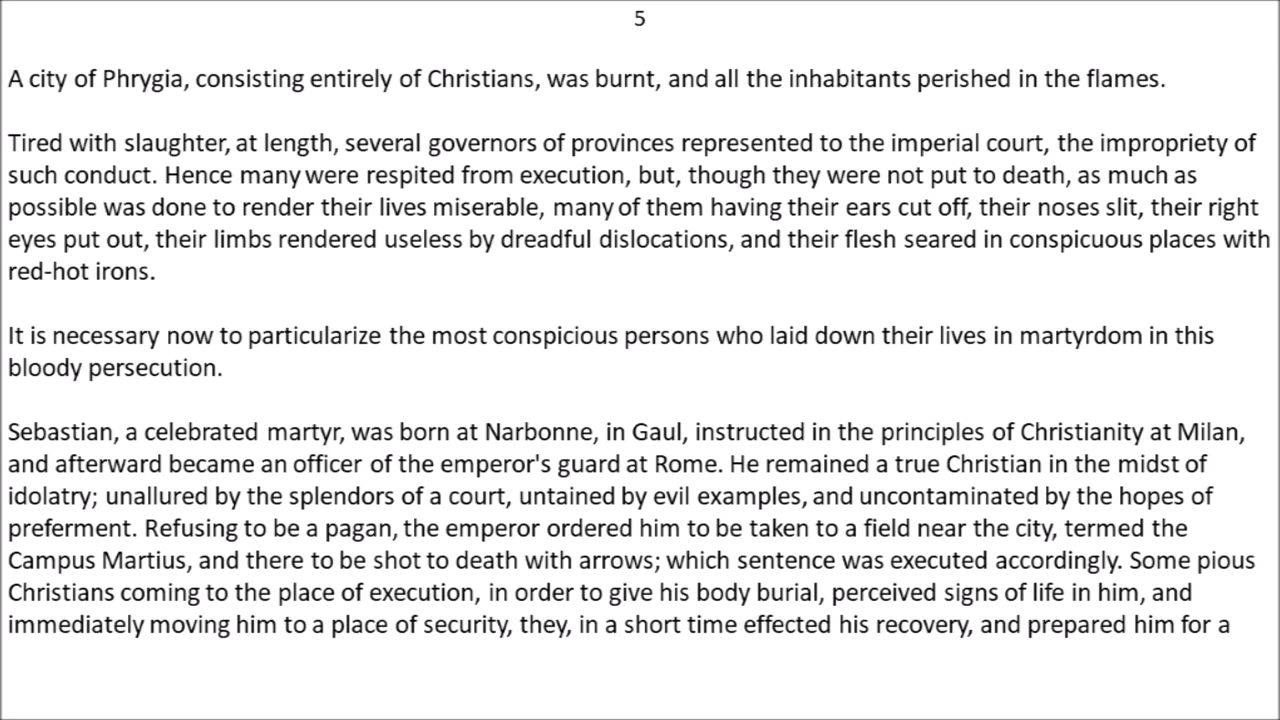 5
A city of Phrygia, consisting entirely of Christians, was burnt, and all the inhabitants perished in the flames.
Tired with slaughter, at length, several governors of provinces represented to the imperial court, the impropriety of
such conduct. Hence many were respited from execution, but, though they were not put to death, as much as
possible was done to render their lives miserable, many of them having their ears cut off, their noses slit, their right
eyes put out, their limbs rendered useless by dreadful dislocations, and their flesh seared in conspicuous places with
red-hot irons.
It is necessary now to particularize the most conspicious persons who laid down their lives in martyrdom in this
bloody persecution.
Sebastian, a celebrated martyr, was born at Narbonne, in Gaul, instructed in the principles of Christianity at Milan,
and afterward became an officer of the emperor's guard at Rome. He remained a true Christian in the midst of
idolatry; unallured by the splendors of a court, untained by evil examples, and uncontaminated by the hopes of
preferment. Refusing to be a pagan, the emperor ordered him to be taken to a field near the city, termed the
Campus Martius, and there to be shot to death with arrows; which sentence was executed accordingly. Some pious
Christians coming to the place of execution, in order to give his body burial, perceived signs of life in him, and
immediately moving him to a place of security, they, in a short time effected his recovery, and prepared him for a